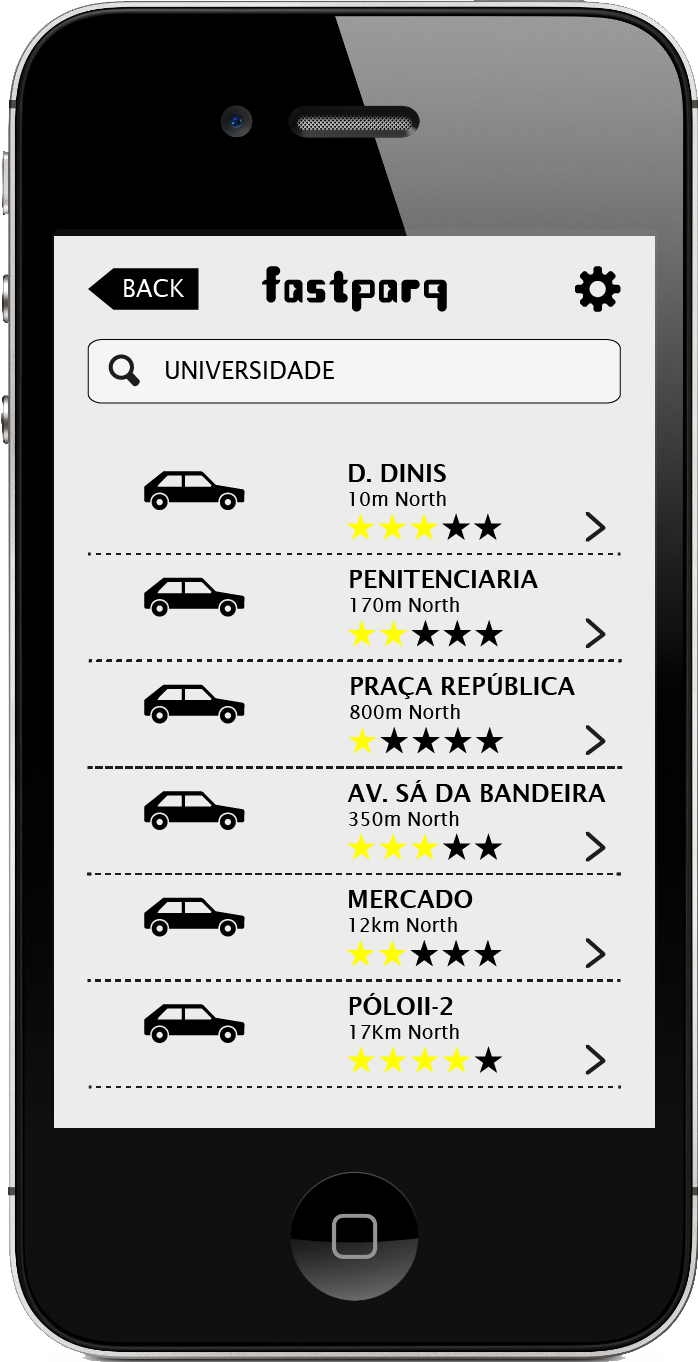 BACK
fastparq
UNIVERSIDADE
D. DINIS
10m North
PENITENCIARIA
170m North
PRAÇA REPÚBLICA
800m North
AV. SÁ DA BANDEIRA
350m North
MERCADO
12km North
PÓLOII-2
17Km North